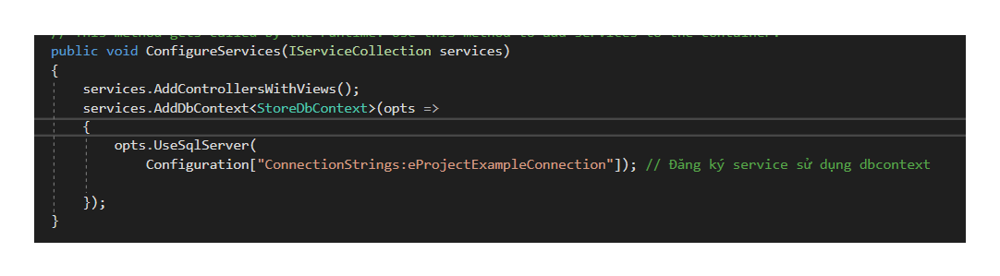 // This method gets called by the runtime. Use this method to add services to the container.
public void ConfigureServices(IServiceCollection services)
{
services.AddControllersWithViews();
services.AddDbContext<StoreDbContext>(opts =>
{
opts.UseSqlServer(
Configuration["ConnectionStrings:eProjectExampleConnection"]); // Đăng ký service sử dụng dbcontext
});
}